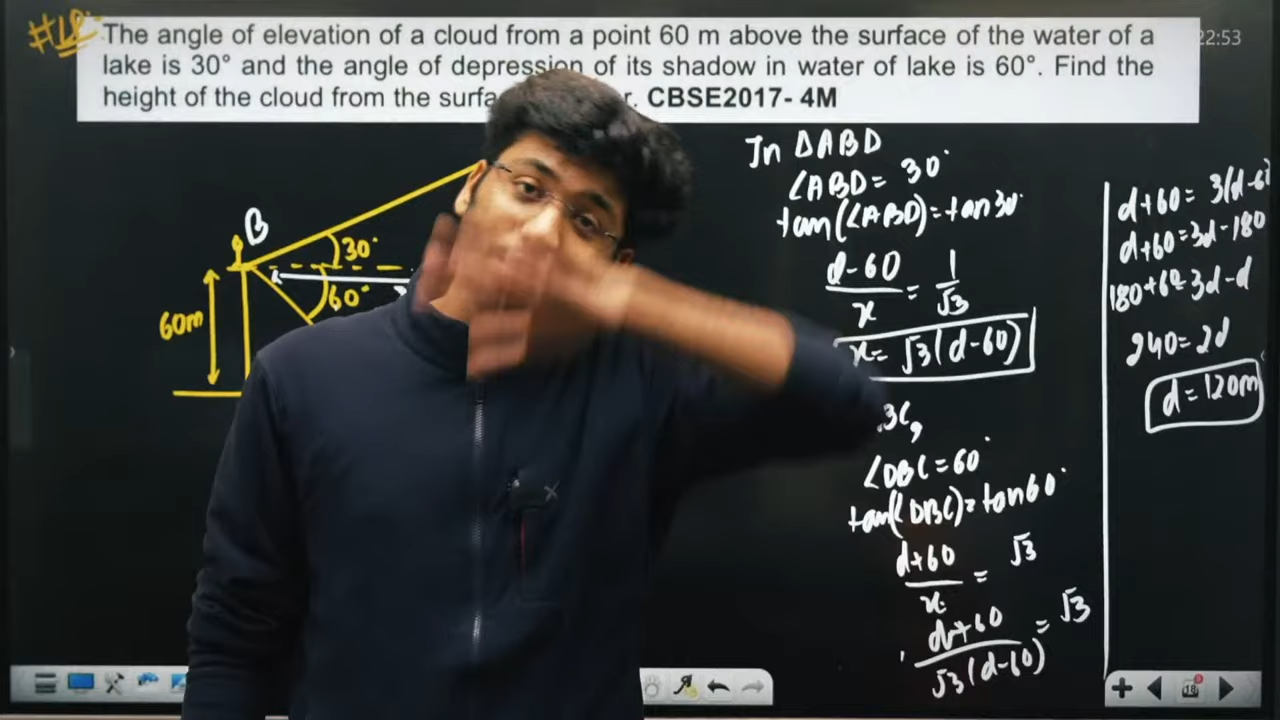 #18.
The angle of elevation of a cloud from a point 60 m above the surface of the water of a
lake is 30° and the angle of depression of its shadow in water of lake is 60°. Find the
height of the cloud from the surfa r. CBSE2017- 4M
22:53
B
30°
60°
60m
x
In ΔABD
∠ABD = 30°
tan(∠ABD) = tan30°
d-60/x = 1/√3
x = √3(d-60)
BC,
∠DBC = 60°
tan(∠DBC) = tan60°
d+60/x = √3
d+60/√3(d-60) = √3
d+60 = 3(d-60
d+60 = 3d-180
180+60 = 3d-d
240 = 2d
d = 120m
18